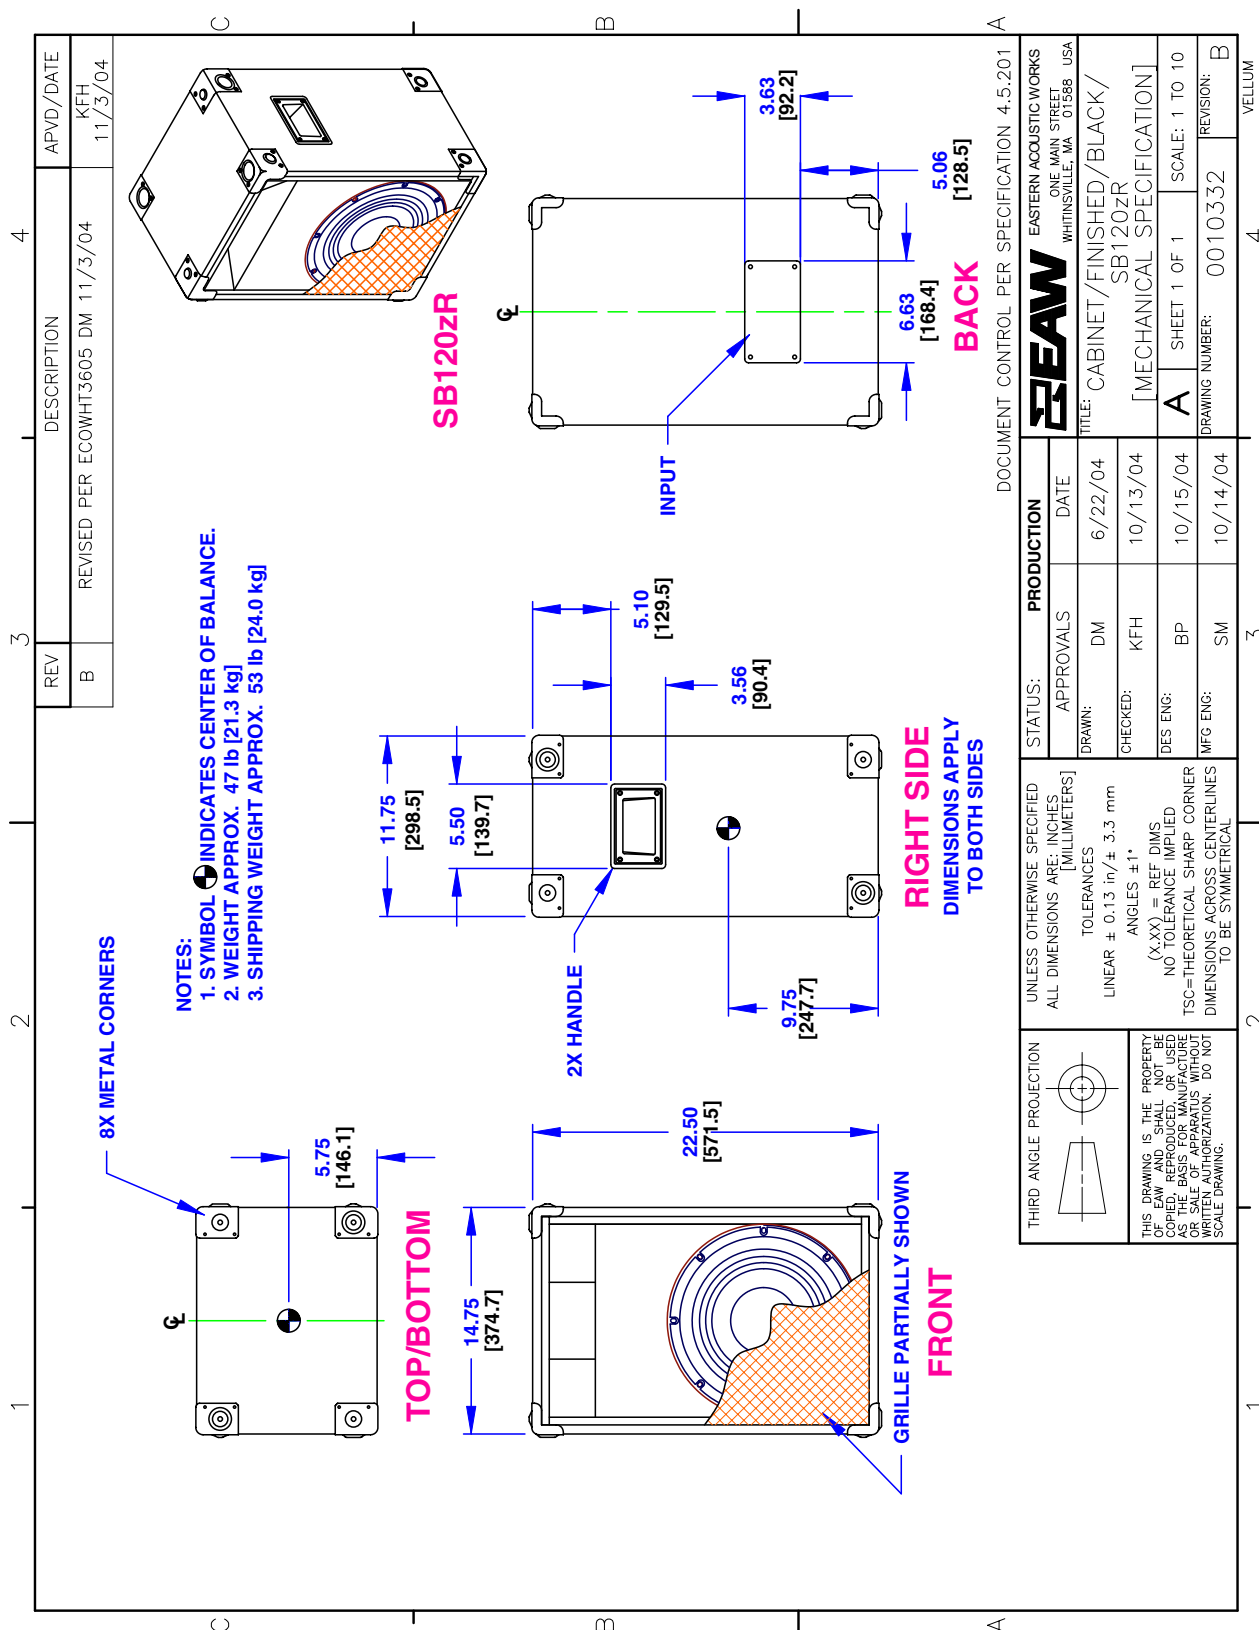 REV
DESCRIPTION
APVD/DATE
B
REVISED PER ECOWHT3605 DM 11/3/04
KFH
11/3/04
1
2
3
4
C
B
A
8X METAL CORNERS
NOTES:
1. SYMBOL INDICATES CENTER OF BALANCE.
2. WEIGHT APPROX. 47 lb [21.3 kg]
3. SHIPPING WEIGHT APPROX. 53 lb [24.0 kg]
℄
5.75
[146.1]
TOP/BOTTOM
SB120zR
14.75
[374.7]
22.50
[571.5]
GRILLE PARTIALLY SHOWN
FRONT
11.75
[298.5]
5.50
[139.7]
5.10
[129.5]
3.56
[90.4]
2X HANDLE
9.75
[247.7]
RIGHT SIDE
DIMENSIONS APPLY
TO BOTH SIDES
℄
INPUT
3.63
[92.2]
5.06
[128.5]
6.63
[168.4]
BACK
DOCUMENT CONTROL PER SPECIFICATION 4.5.201
THIRD ANGLE PROJECTION
THIS DRAWING IS THE PROPERTY
OF EAW AND SHALL NOT BE
COPIED, REPRODUCED, OR USED
AS THE BASIS FOR MANUFACTURE
OR SALE OF APPARATUS WITHOUT
WRITTEN AUTHORIZATION. DO NOT
SCALE DRAWING.
UNLESS OTHERWISE SPECIFIED
ALL DIMENSIONS ARE: INCHES
[MILLIMETERS]
TOLERANCES
LINEAR ± 0.13 in/± 3.3 mm
ANGLES ±1°
(X.XX) = REF DIMS
NO TOLERANCE IMPLIED
TSC=THEORETICAL SHARP CORNER
DIMENSIONS ACROSS CENTERLINES
TO BE SYMMETRICAL
STATUS: PRODUCTION
APPROVALS DATE
DRAWN: DM 6/22/04
CHECKED: KFH 10/13/04
DES ENG: BP 10/15/04
MFG ENG: SM 10/14/04
EAW
EASTERN ACOUSTIC WORKS
ONE MAIN STREET
WHITINSVILLE, MA 01588 USA
TITLE: CABINET/FINISHED/BLACK/
SB120zR
[MECHANICAL SPECIFICATION]
A
SHEET 1 OF 1
SCALE: 1 TO 10
DRAWING NUMBER: 0010332
REVISION: B
VELLUM
1
2
3
4
C
B
A